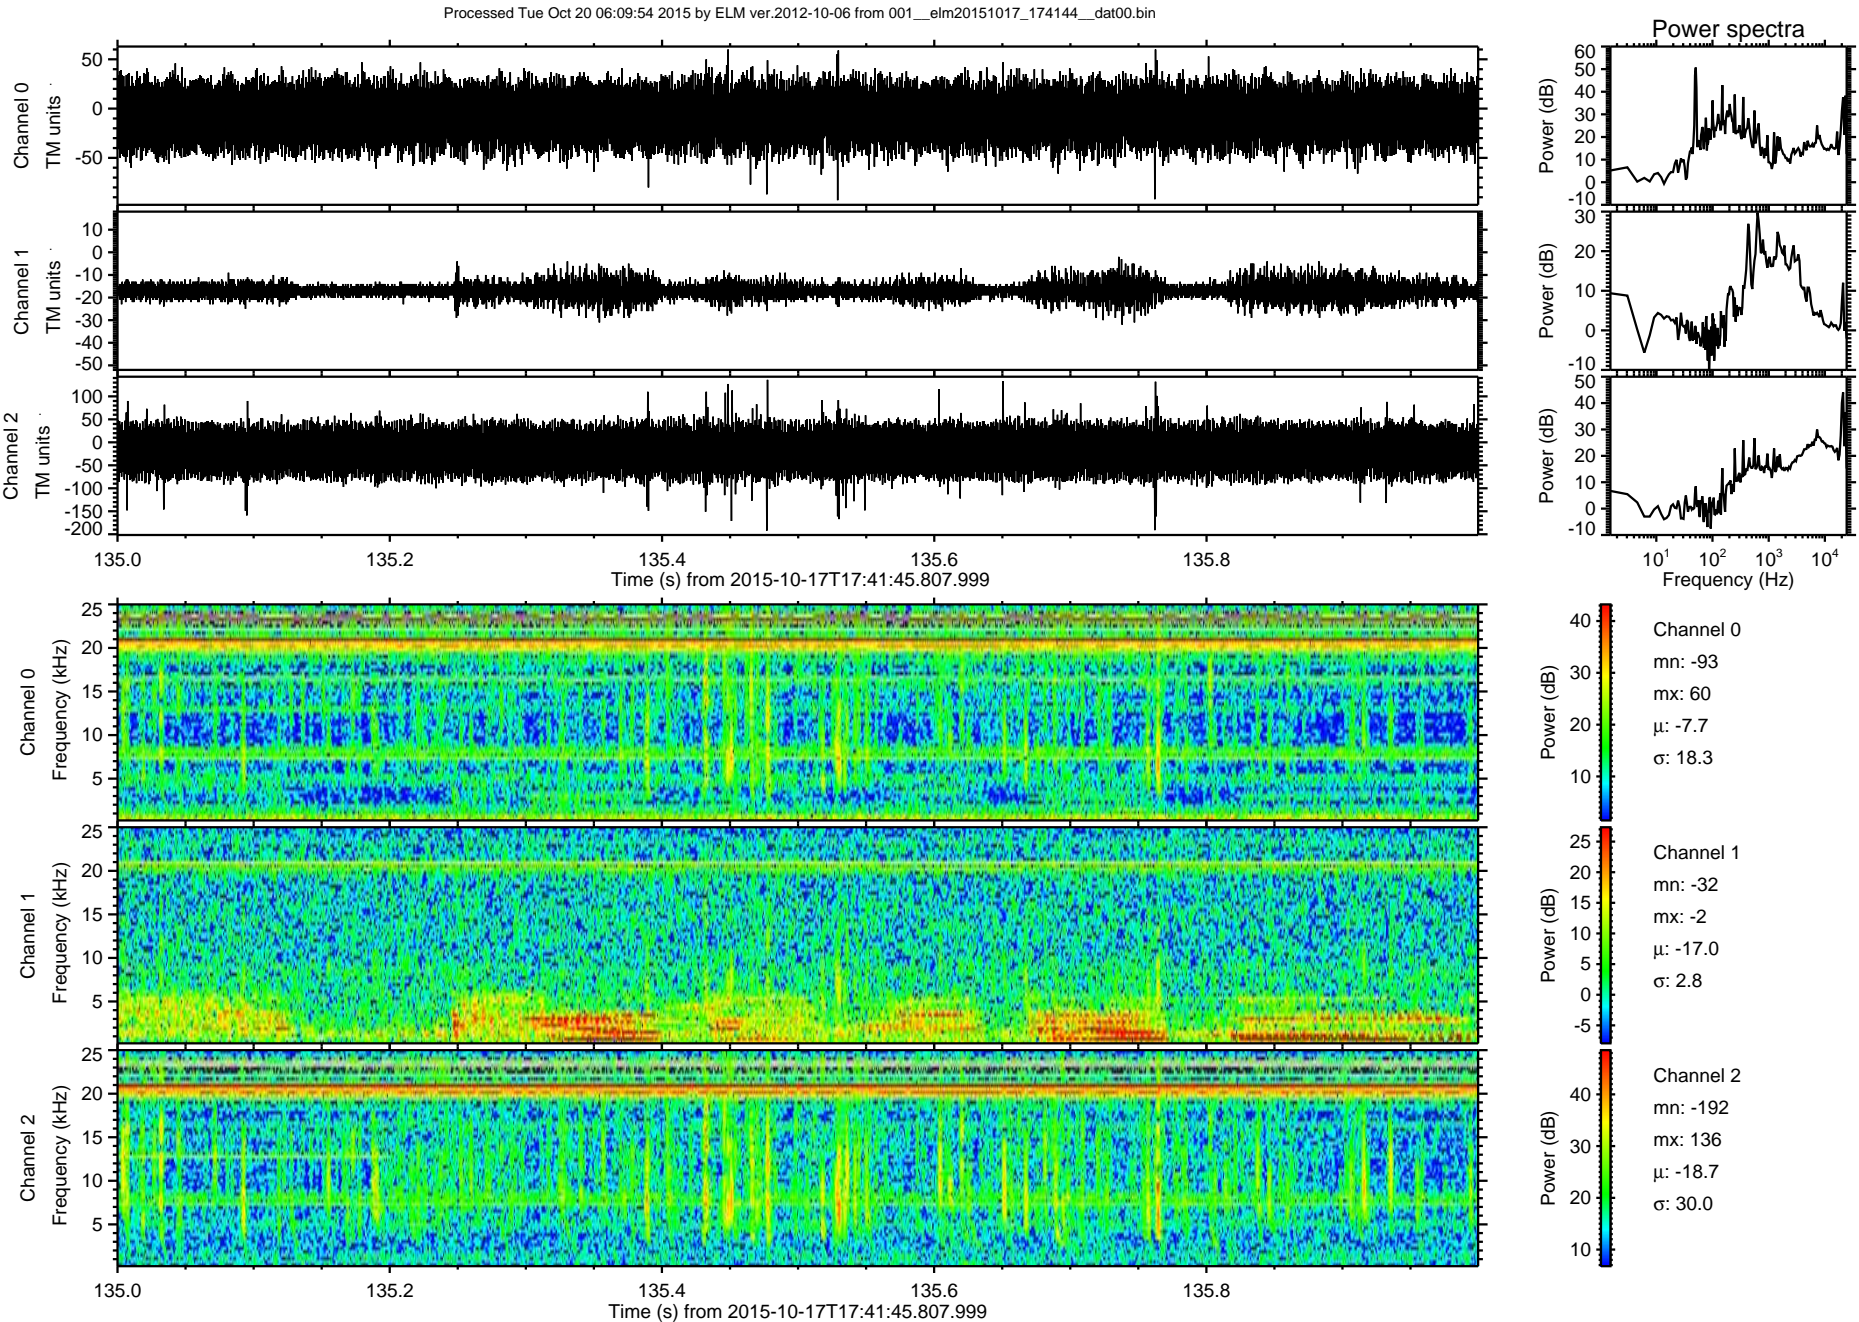 Processed Tue Oct 20 06:09:54 2015 by ELM ver.2012-10-06 from 001__elm20151017_174144__dat00.bin
Power spectra
Channel 0
TM units
50
0
-50
Power (dB)
60
50
40
30
20
10
0
-10
Channel 1
TM units
10
0
-10
-20
-30
-40
-50
Power (dB)
30
20
10
0
-10
Channel 2
TM units
100
50
0
-50
-100
-150
-200
Power (dB)
50
40
30
20
10
0
-10
135.0 135.2 135.4 135.6 135.8
Time (s) from 2015-10-17T17:41:45.807.999
10¹ 10² 10³ 10⁴
Frequency (Hz)
Channel 0
Frequency (kHz)
25
20
15
10
5
Power (dB)
40
30
20
10
Channel 0
mn: -93
mx: 60
μ: -7.7
σ: 18.3
Channel 1
Frequency (kHz)
25
20
15
10
5
Power (dB)
25
20
15
10
5
0
-5
Channel 1
mn: -32
mx: -2
μ: -17.0
σ: 2.8
Channel 2
Frequency (kHz)
25
20
15
10
5
Power (dB)
40
30
20
10
Channel 2
mn: -192
mx: 136
μ: -18.7
σ: 30.0
135.0 135.2 135.4 135.6 135.8
Time (s) from 2015-10-17T17:41:45.807.999